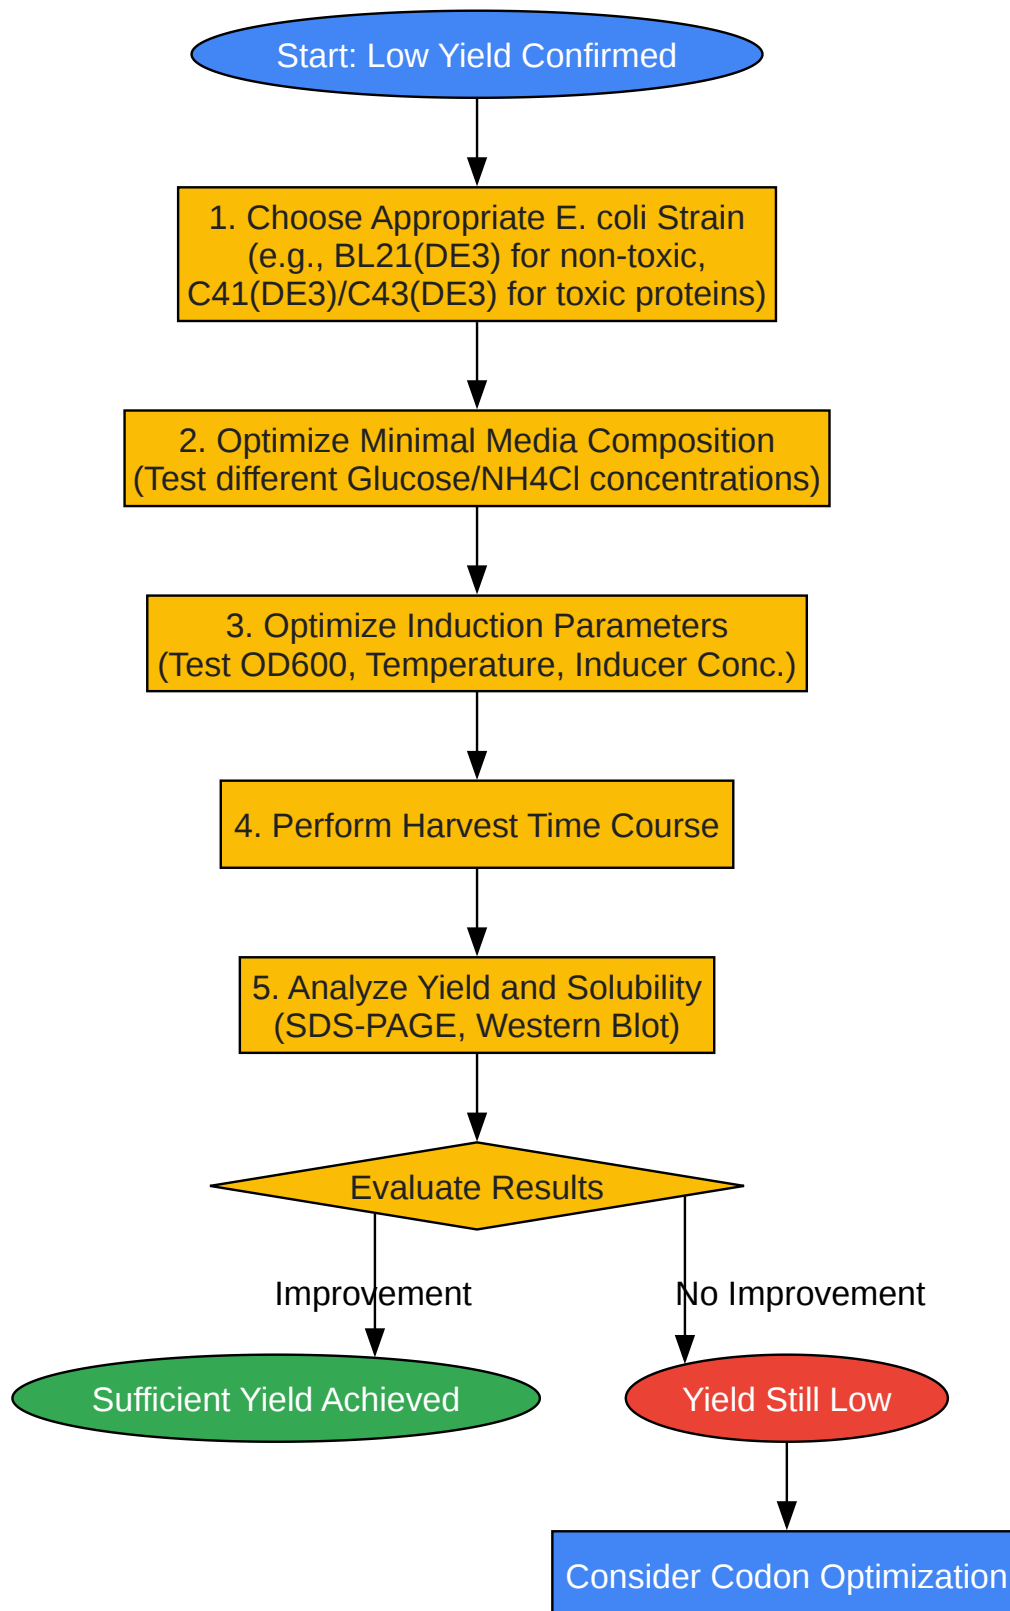 Start: Low Yield Confirmed
1. Choose Appropriate E. coli Strain
(e.g., BL21(DE3) for non-toxic,
C41(DE3)/C43(DE3) for toxic proteins)
2. Optimize Minimal Media Composition
(Test different Glucose/NH4Cl concentrations)
3. Optimize Induction Parameters
(Test OD600, Temperature, Inducer Conc.)
4. Perform Harvest Time Course
5. Analyze Yield and Solubility
(SDS-PAGE, Western Blot)
Evaluate Results
Improvement
No Improvement
Sufficient Yield Achieved
Yield Still Low
Consider Codon Optimization